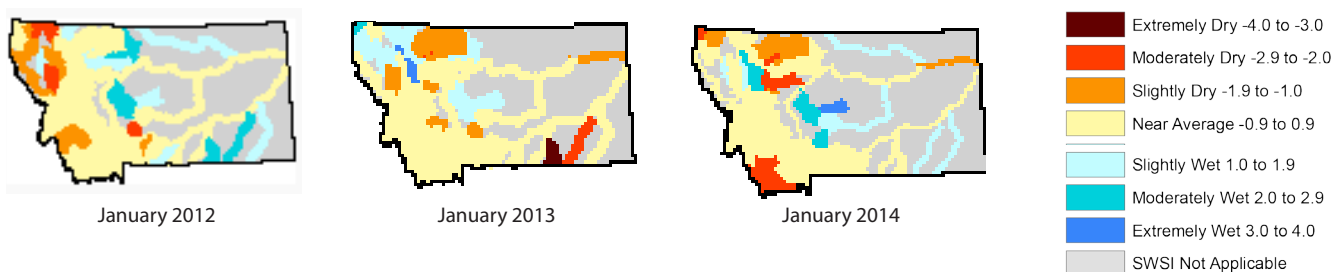 January 2012
January 2013
January 2014
Extremely Dry -4.0 to -3.0
Moderately Dry -2.9 to -2.0
Slightly Dry -1.9 to -1.0
Near Average -0.9 to 0.9
Slightly Wet 1.0 to 1.9
Moderately Wet 2.0 to 2.9
Extremely Wet 3.0 to 4.0
SWSI Not Applicable